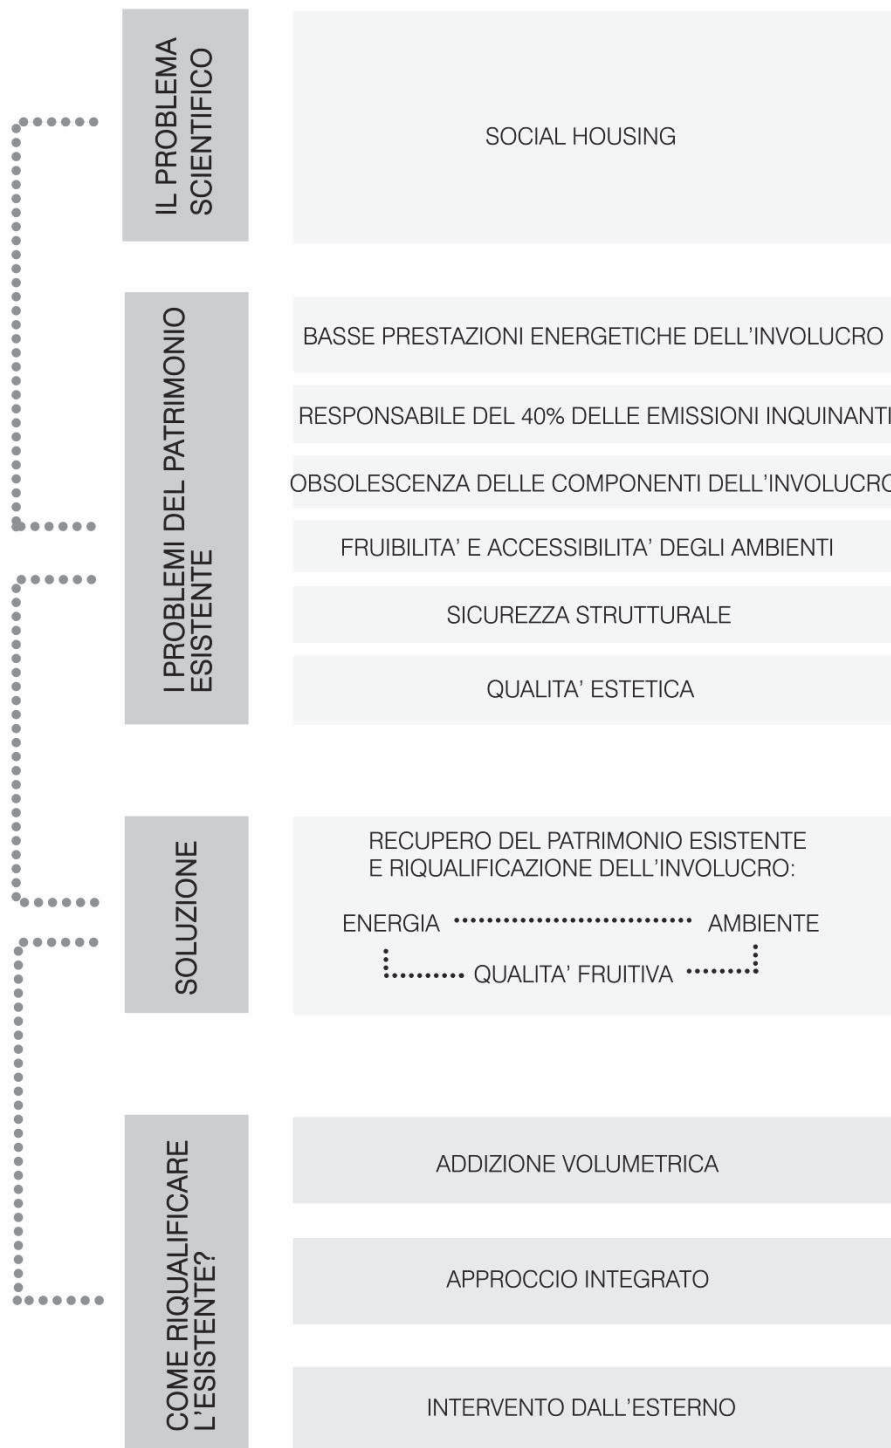 IL PROBLEMA
SCIENTIFICO
SOCIAL HOUSING
I PROBLEMI DEL PATRIMONIO
ESISTENTE
BASSE PRESTAZIONI ENERGETICHE DELL'INVOLUCRO
RESPONSABILE DEL 40% DELLE EMISSIONI INQUINANTI
OBSOLESCENZA DELLE COMPONENTI DELL'INVOLUCRO
FRUIBILITA' E ACCESSIBILITA' DEGLI AMBIENTI
SICUREZZA STRUTTURALE
QUALITA' ESTETICA
SOLUZIONE
RECUPERO DEL PATRIMONIO ESISTENTE
E RIQUALIFICAZIONE DELL'INVOLUCRO:
ENERGIA AMBIENTE
QUALITA' FRUITIVA
COME RIQUALIFICARE
L'ESISTENTE?
ADDIZIONE VOLUMETRICA
APPROCCIO INTEGRATO
INTERVENTO DALL'ESTERNO